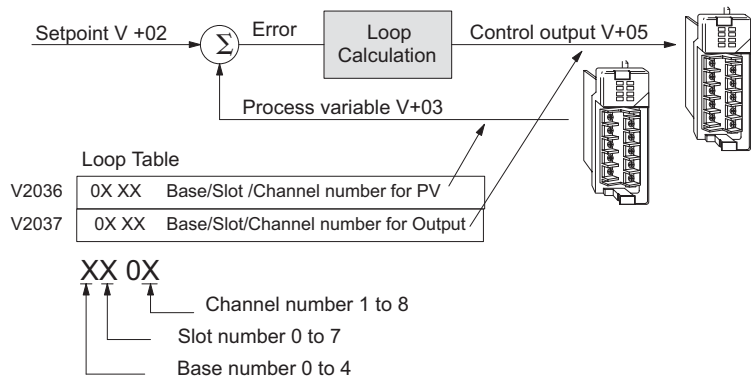 Setpoint V +02
Σ
Error
Loop
Calculation
Control output V+05
Process variable V+03
Loop Table
V2036 0X XX Base/Slot /Channel number for PV
V2037 0X XX Base/Slot/Channel number for Output
XX 0X
Channel number 1 to 8
Slot number 0 to 7
Base number 0 to 4